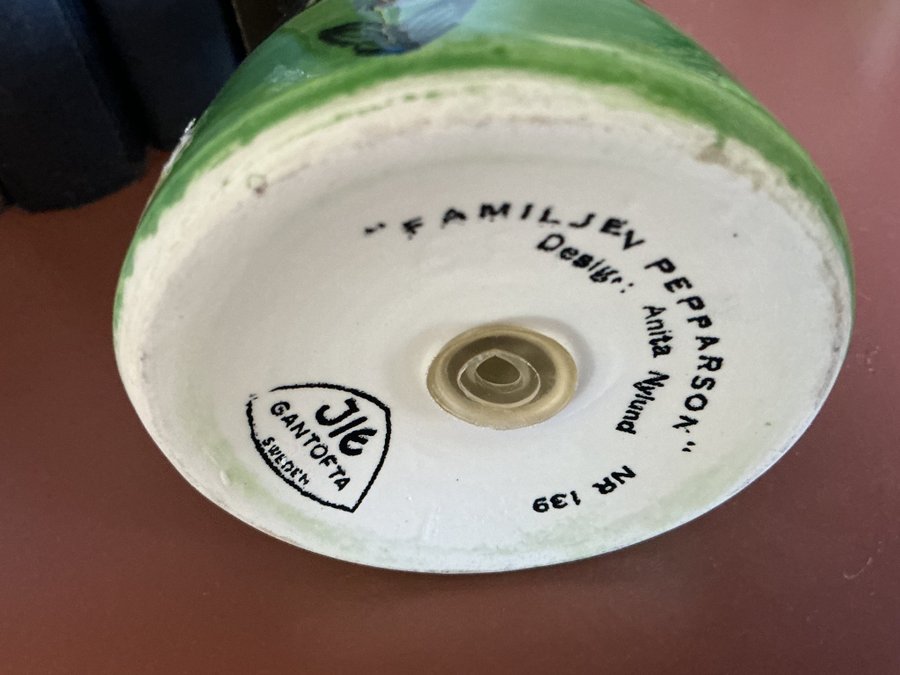 "FAMILJEN PEPPARSON"
Design: Anita Nylund
NR 139
JIE
GANTOFTA
SWEDEN